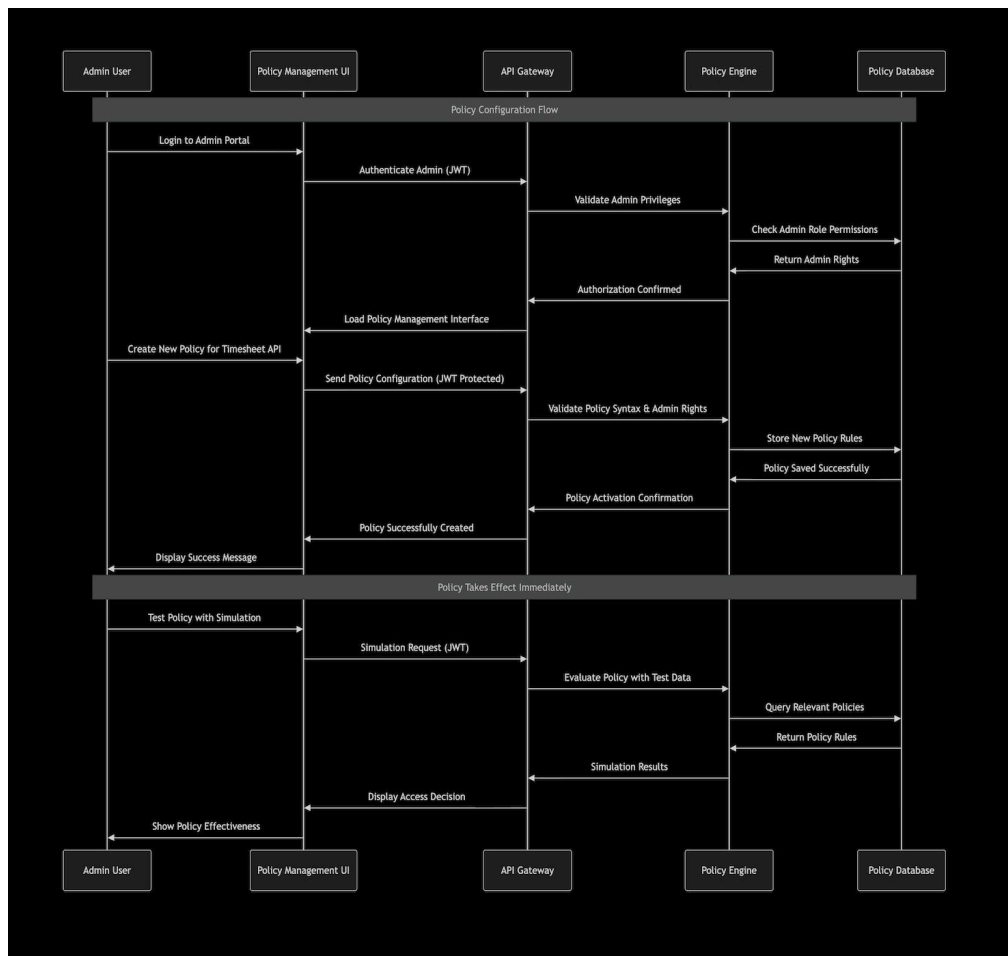 Admin User
Policy Management UI
API Gateway
Policy Engine
Policy Database
Policy Configuration Flow
Login to Admin Portal
Authenticate Admin (JWT)
Validate Admin Privileges
Check Admin Role Permissions
Return Admin Rights
Authorization Confirmed
Load Policy Management Interface
Create New Policy for Timesheet API
Send Policy Configuration (JWT Protected)
Validate Policy Syntax & Admin Rights
Store New Policy Rules
Policy Saved Successfully
Policy Activation Confirmation
Policy Successfully Created
Display Success Message
Policy Takes Effect Immediately
Test Policy with Simulation
Simulation Request (JWT)
Evaluate Policy with Test Data
Query Relevant Policies
Return Policy Rules
Simulation Results
Display Access Decision
Show Policy Effectiveness
Admin User
Policy Management UI
API Gateway
Policy Engine
Policy Database